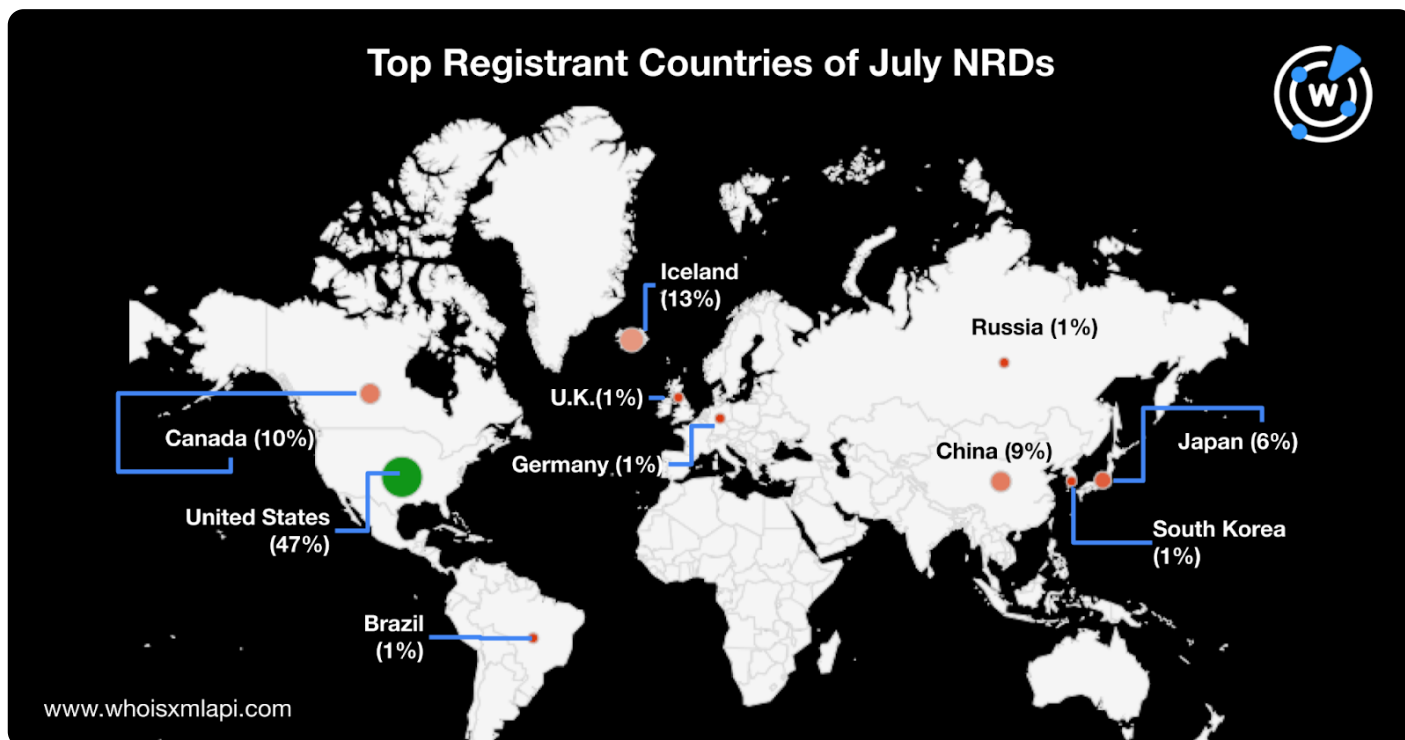 Top Registrant Countries of July NRDs
W
Iceland
(13%)
Russia (1%)
U.K.(1%)
Canada (10%)
Japan (6%)
China (9%)
Germany (1%)
United States
(47%)
South Korea
(1%)
Brazil
(1%)
www.whoisxmlapi.com